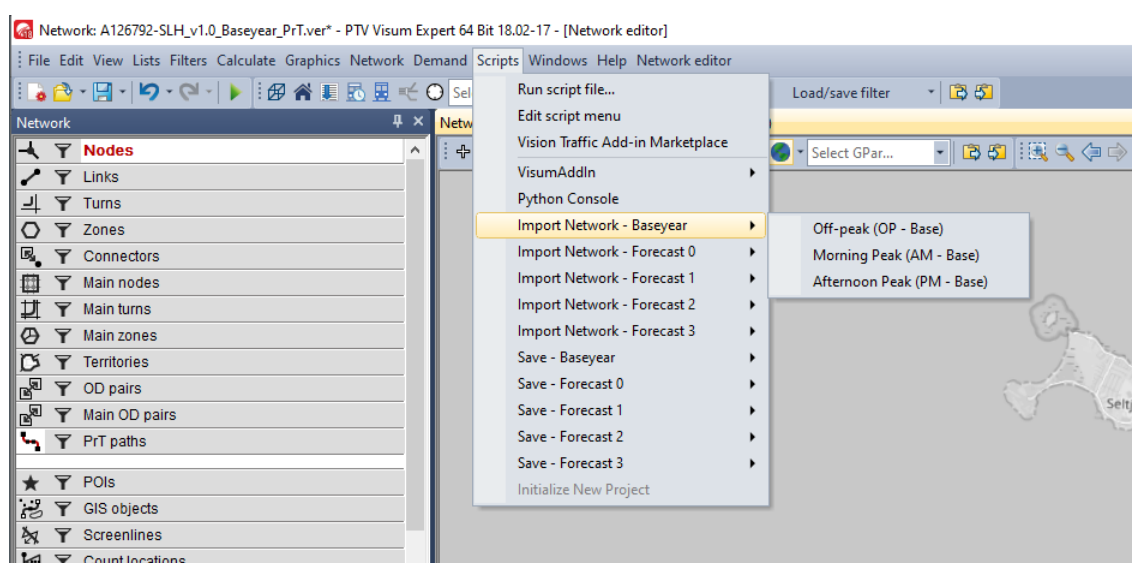 Network: A126792-SLH_v1.0_Baseyear_PrT.ver* - PTV Visum Expert 64 Bit 18.02-17 - [Network editor]
File Edit View Lists Filters Calculate Graphics Network Demand Scripts Windows Help Network editor
Sel
Load/save filter
Network
Netw
Select GPar...
Nodes
Links
Turns
Zones
Connectors
Main nodes
Main turns
Main zones
Territories
OD pairs
Main OD pairs
PrT paths
POIs
GIS objects
Screenlines
Count locations
Run script file...
Edit script menu
Vision Traffic Add-in Marketplace
VisumAddIn
Python Console
Import Network - Baseyear
Import Network - Forecast 0
Import Network - Forecast 1
Import Network - Forecast 2
Import Network - Forecast 3
Save - Baseyear
Save - Forecast 0
Save - Forecast 1
Save - Forecast 2
Save - Forecast 3
Initialize New Project
Off-peak (OP - Base)
Morning Peak (AM - Base)
Afternoon Peak (PM - Base)
Seltj